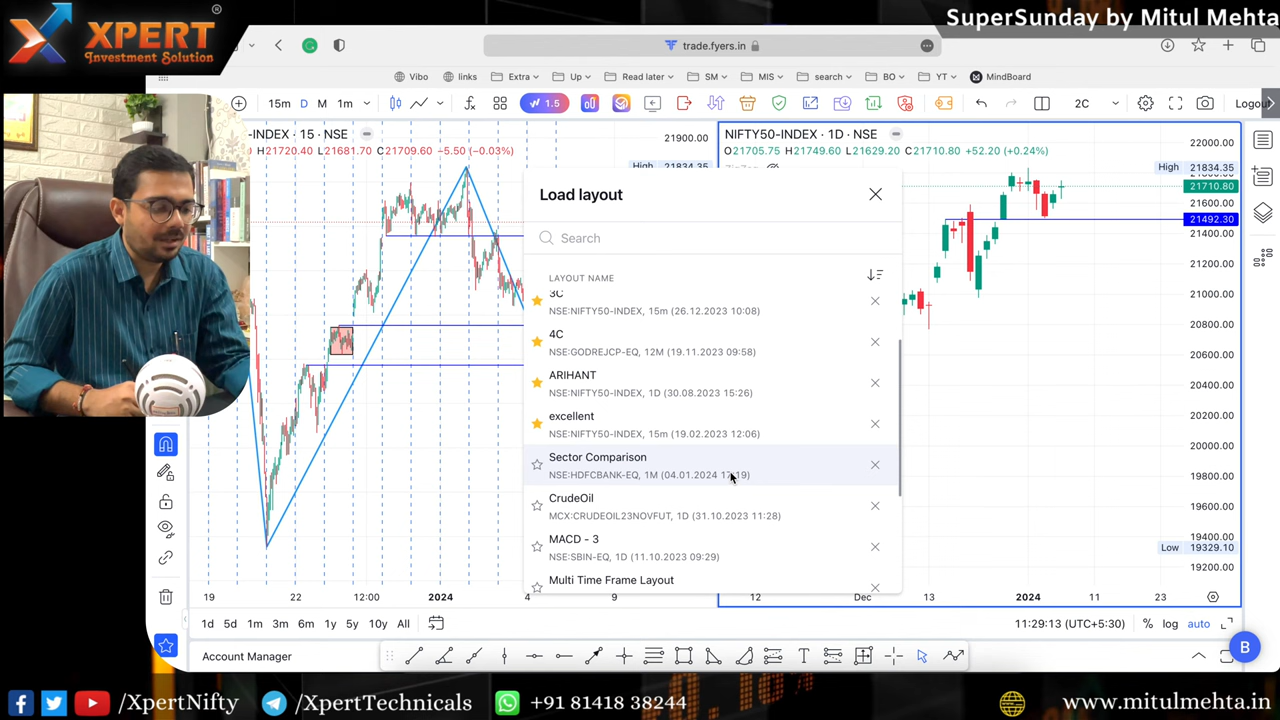 SuperSunday by Mitul Mehta
XPERT
Investment Solution
®
trade.fyers.in
Vibo
links
Extra
Up
Read later
SM
MIS
search
BO
YT
MindBoard
15m
D
M
1m
1.5
2C
Logou
-INDEX · 15 · NSE
21720.40 L21681.70 C21709.60 −5.50 (−0.03%)
21900.00
High 21834.35
NIFTY50-INDEX · 1D · NSE
O21705.75 H21749.60 L21629.20 C21710.80 +52.20 (+0.24%)
22000.00
High 21834.35
21710.80
21600.00
21492.30
21400.00
21200.00
21000.00
20800.00
20600.00
20400.00
20200.00
20000.00
19800.00
19600.00
19400.00
Low 19329.10
19200.00
Load layout
Search
LAYOUT NAME
3C
NSE:NIFTY50-INDEX, 15m (26.12.2023 10:08)
4C
NSE:GODREJCP-EQ, 12M (19.11.2023 09:58)
ARIHANT
NSE:NIFTY50-INDEX, 1D (30.08.2023 15:26)
excellent
NSE:NIFTY50-INDEX, 15m (19.02.2023 12:06)
Sector Comparison
NSE:HDFCBANK-EQ, 1M (04.01.2024
CrudeOil
MCX:CRUDEOIL23NOVFUT, 1D (31.10.2023 11:28)
MACD - 3
NSE:SBIN-EQ, 1D (11.10.2023 09:29)
Multi Time Frame Layout
19
22
12:00
2024
4
9
12
Dec
13
2024
11
23
1d
5d
1m
3m
6m
1y
5y
10y
All
11:29:13 (UTC+5:30)
%
log
auto
Account Manager
T
B
/XpertNifty
/XpertTechnicals
+91 81418 38244
www.mitulmehta.in